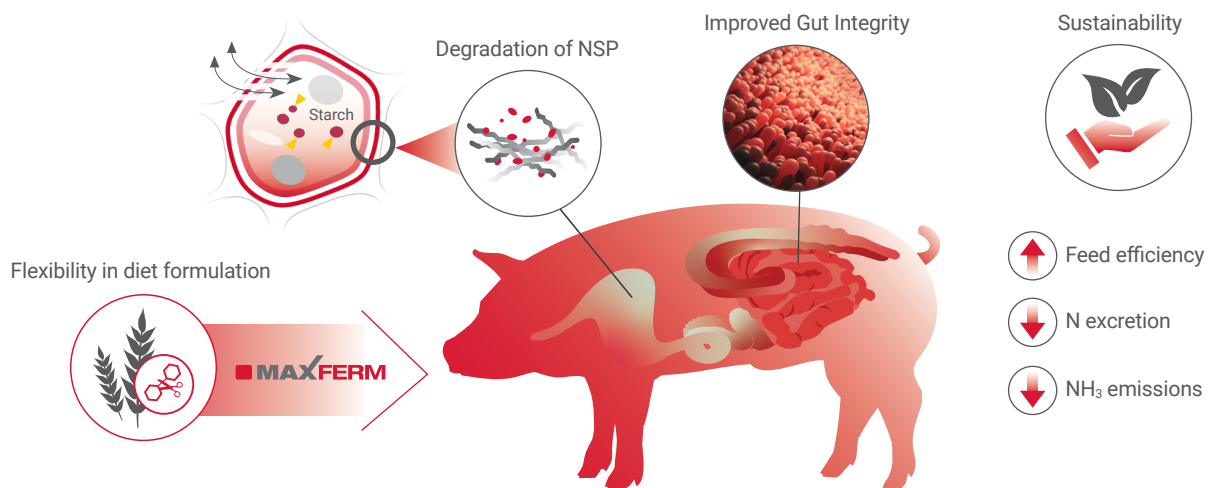 Improved Gut Integrity
Sustainability
Degradation of NSP
Starch
Flexibility in diet formulation
MAXFERM
Feed efficiency
N excretion
NH₃ emissions